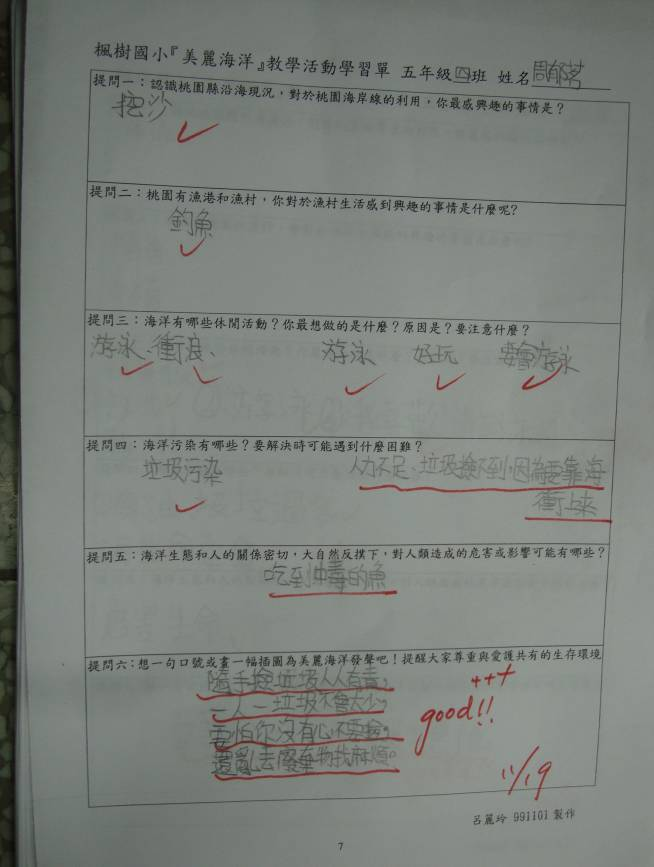 楓樹國小『美麗海洋』教學活動學習單 五年級四班 姓名周郁茗
提問一：認識桃園縣沿海現況，對於桃園海岸線的利用，你最感興趣的事情是？
挖沙
提問二：桃園有漁港和漁村，你對於漁村生活感到興趣的事情是什麼呢?
釣魚
提問三：海洋有哪些休閒活動？你最想做的是什麼？原因是？要注意什麼？
游泳、衝浪、 游泳 好玩 要會游泳
提問四：海洋污染有哪些？要解決時可能遇到什麼困難？
垃圾污染 人力不足、垃圾撿不到,因為要靠海
衝上來
提問五：海洋生態和人的關係密切，大自然反撲下，對人類造成的危害或影響可能有哪些？
吃到中毒的魚
提問六：想一句口號或畫一幅插圖為美麗海洋發聲吧！提醒大家尊重與愛護共有的生存環境
隨手撿垃圾人人有責,
一人一垃圾不會太少,
要怕你沒有心不要撿,
還亂丟廢棄物找麻煩。
+++
good!!
11/19
呂麗玲 991101 製作
7